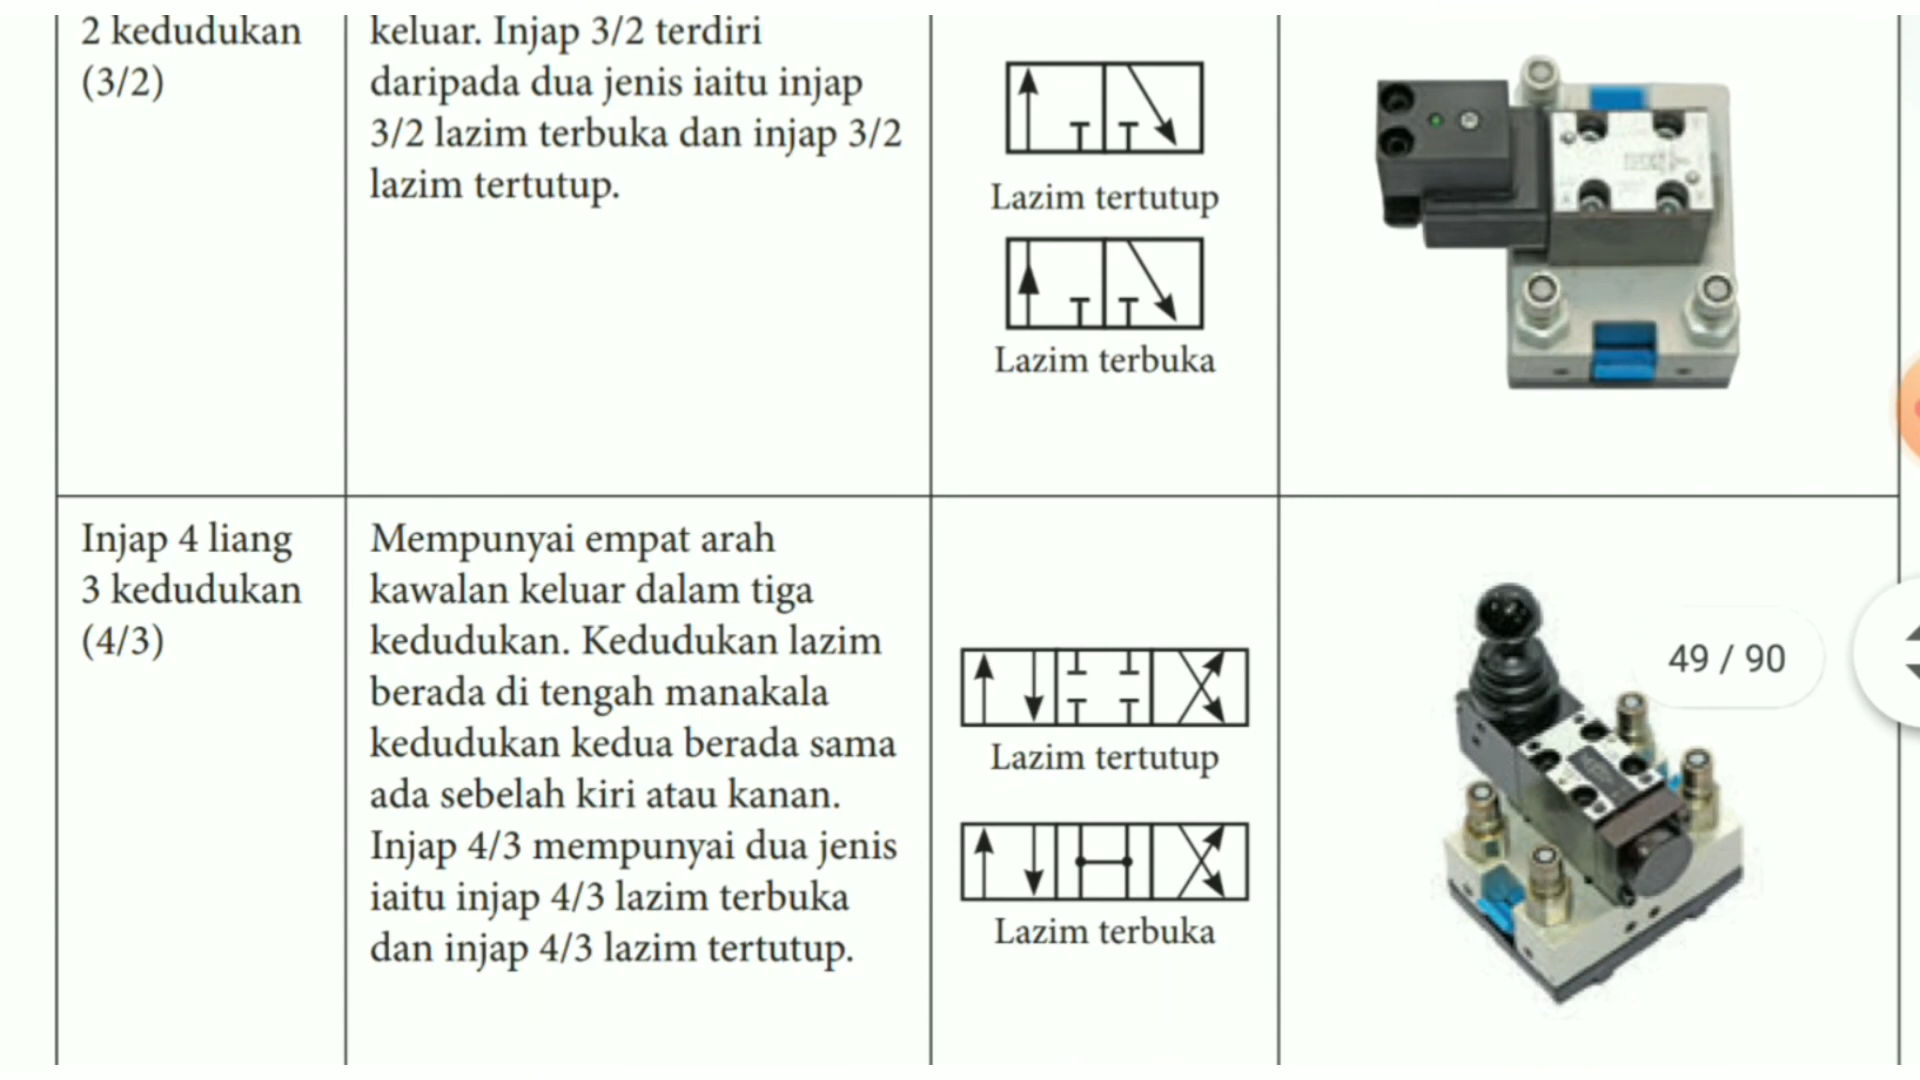 2 kedudukan
(3/2)
keluar. Injap 3/2 terdiri
daripada dua jenis iaitu injap
3/2 lazim terbuka dan injap 3/2
lazim tertutup.
Lazim tertutup
Lazim terbuka
Injap 4 liang
3 kedudukan
(4/3)
Mempunyai empat arah
kawalan keluar dalam tiga
kedudukan. Kedudukan lazim
berada di tengah manakala
kedudukan kedua berada sama
ada sebelah kiri atau kanan.
Injap 4/3 mempunyai dua jenis
iaitu injap 4/3 lazim terbuka
dan injap 4/3 lazim tertutup.
Lazim tertutup
Lazim terbuka
49 / 90